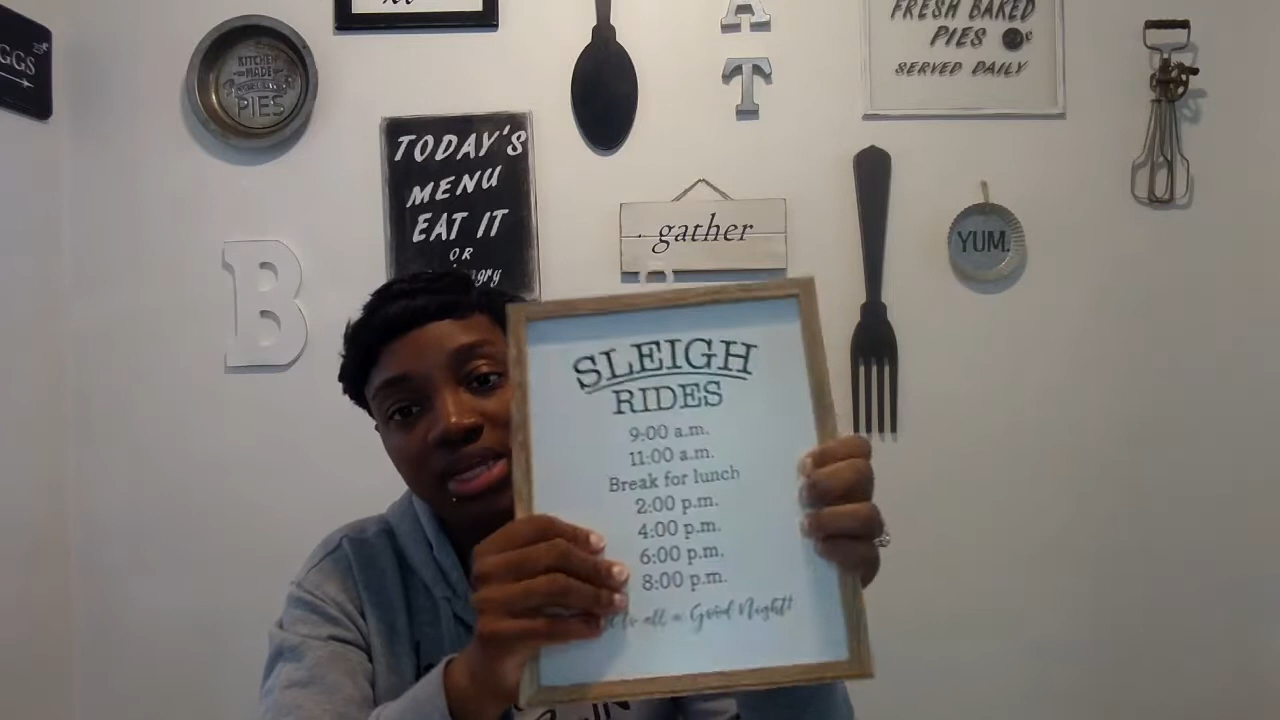 GGS
KITCHEN
MADE
PIES
TODAY'S
MENU
EAT IT
OR
A
T
gather
FRESH BAKED
PIES
SERVED DAILY
YUM.
B
SLEIGH
RIDES
9:00 a.m.
11:00 a.m.
Break for lunch
2:00 p.m.
4:00 p.m.
6:00 p.m.
8:00 p.m.
to all a Good Night!